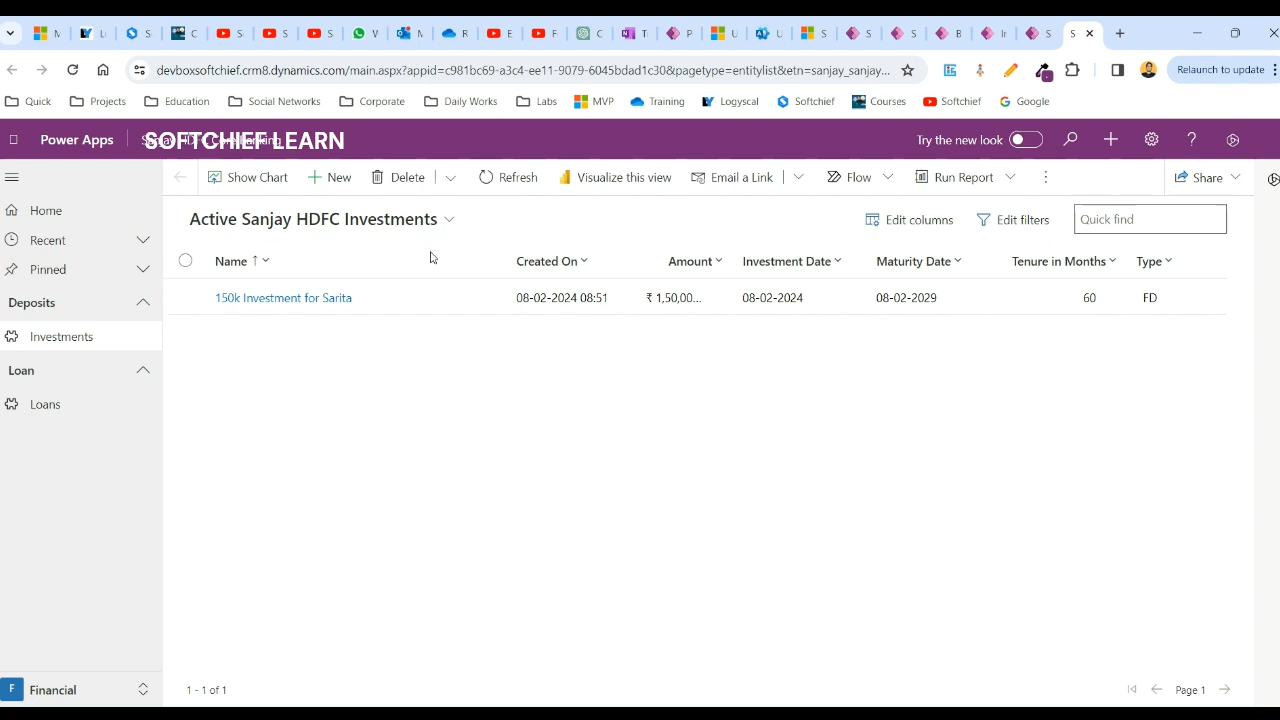 M
L
S
C
S
S
S
V
M
R
E
F
C
T
P
U
U
S
S
S
B
Ir
S
S
devboxsoftchief.crm8.dynamics.com/main.aspx?appid=c981bc69-a3c4-ee11-9079-6045bdad1c30&pagetype=entitylist&etn=sanjay_sanjay...
Relaunch to update
Quick Projects Education Social Networks Corporate Daily Works Labs MVP Training Logyscal Softchief Courses Softchief Google
Power Apps
SOFTCHIEF LEARN
Try the new look
Show Chart New Delete Refresh Visualize this view Email a Link Flow Run Report Share
Home
Recent
Pinned
Deposits
Investments
Loan
Loans
Active Sanjay HDFC Investments
Edit columns Edit filters Quick find
Name ↑ Created On Amount Investment Date Maturity Date Tenure in Months Type
150k Investment for Sarita 08-02-2024 08:51 ₹ 1,50,00... 08-02-2024 08-02-2029 60 FD
F Financial
1 - 1 of 1
Page 1